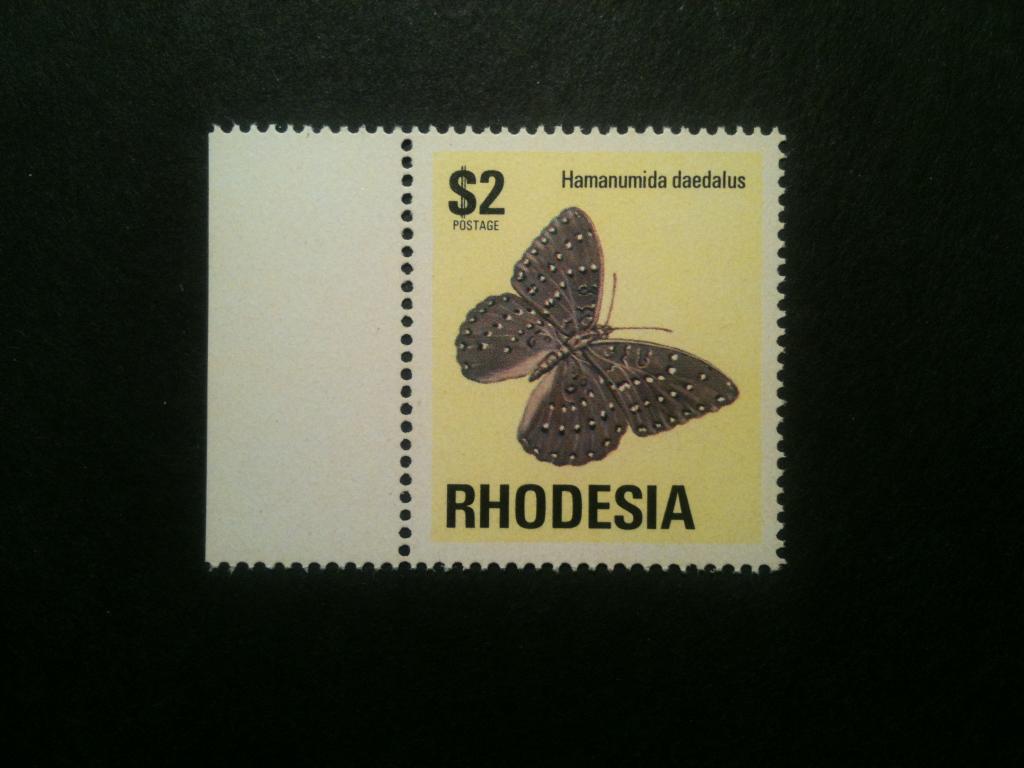 $2
POSTAGE
Hamanumida daedalus
RHODESIA